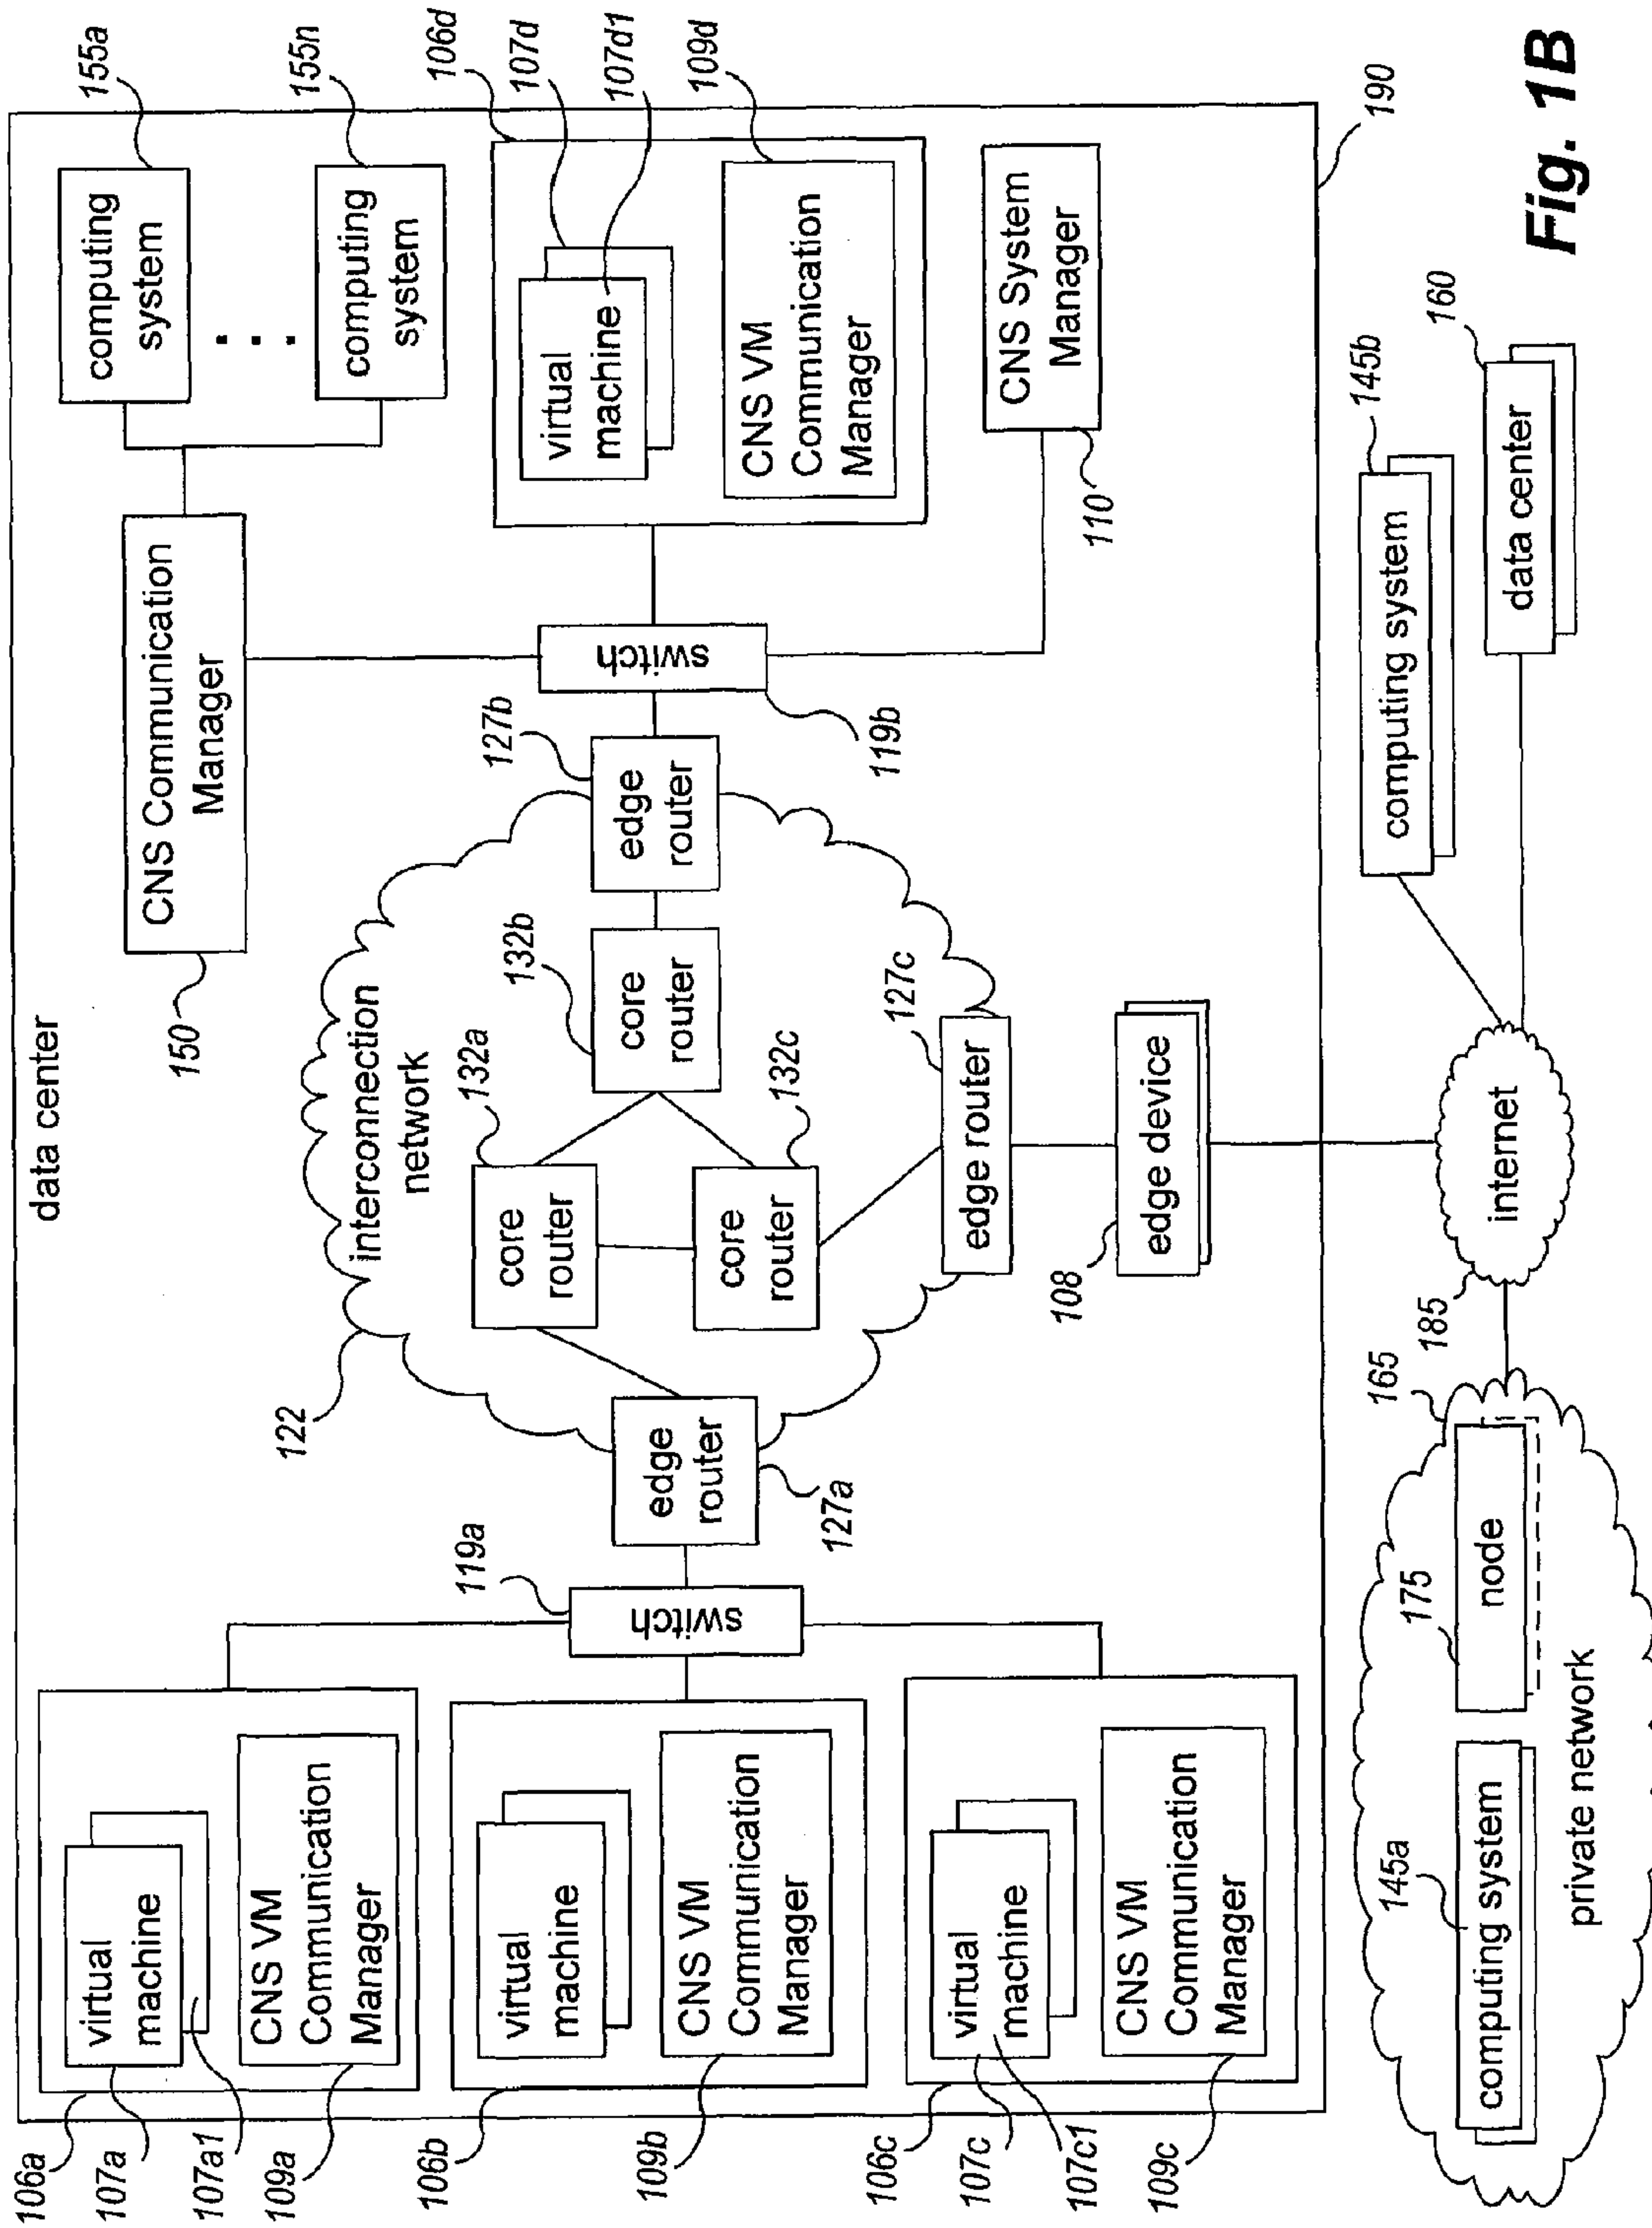 data center
106a
107a
107a1
109a
virtual
machine
CNS VM
Communication
Manager
106b
109b
virtual
machine
CNS VM
Communication
Manager
106c
107c
107c1
109c
virtual
machine
CNS VM
Communication
Manager
119a
switch
122
interconnection
network
edge
router
127a
132a
core
router
132b
core
router
132c
core
router
127b
edge
router
127c
edge router
108
edge device
119b
switch
150
CNS Communication
Manager
155a
computing
system
155n
computing
system
106d
107d
107d1
109d
virtual
machine
CNS VM
Communication
Manager
110
CNS System
Manager
190
165
185
internet
145b
computing system
160
data center
175
node
145a
computing system
private network
Fig. 1B